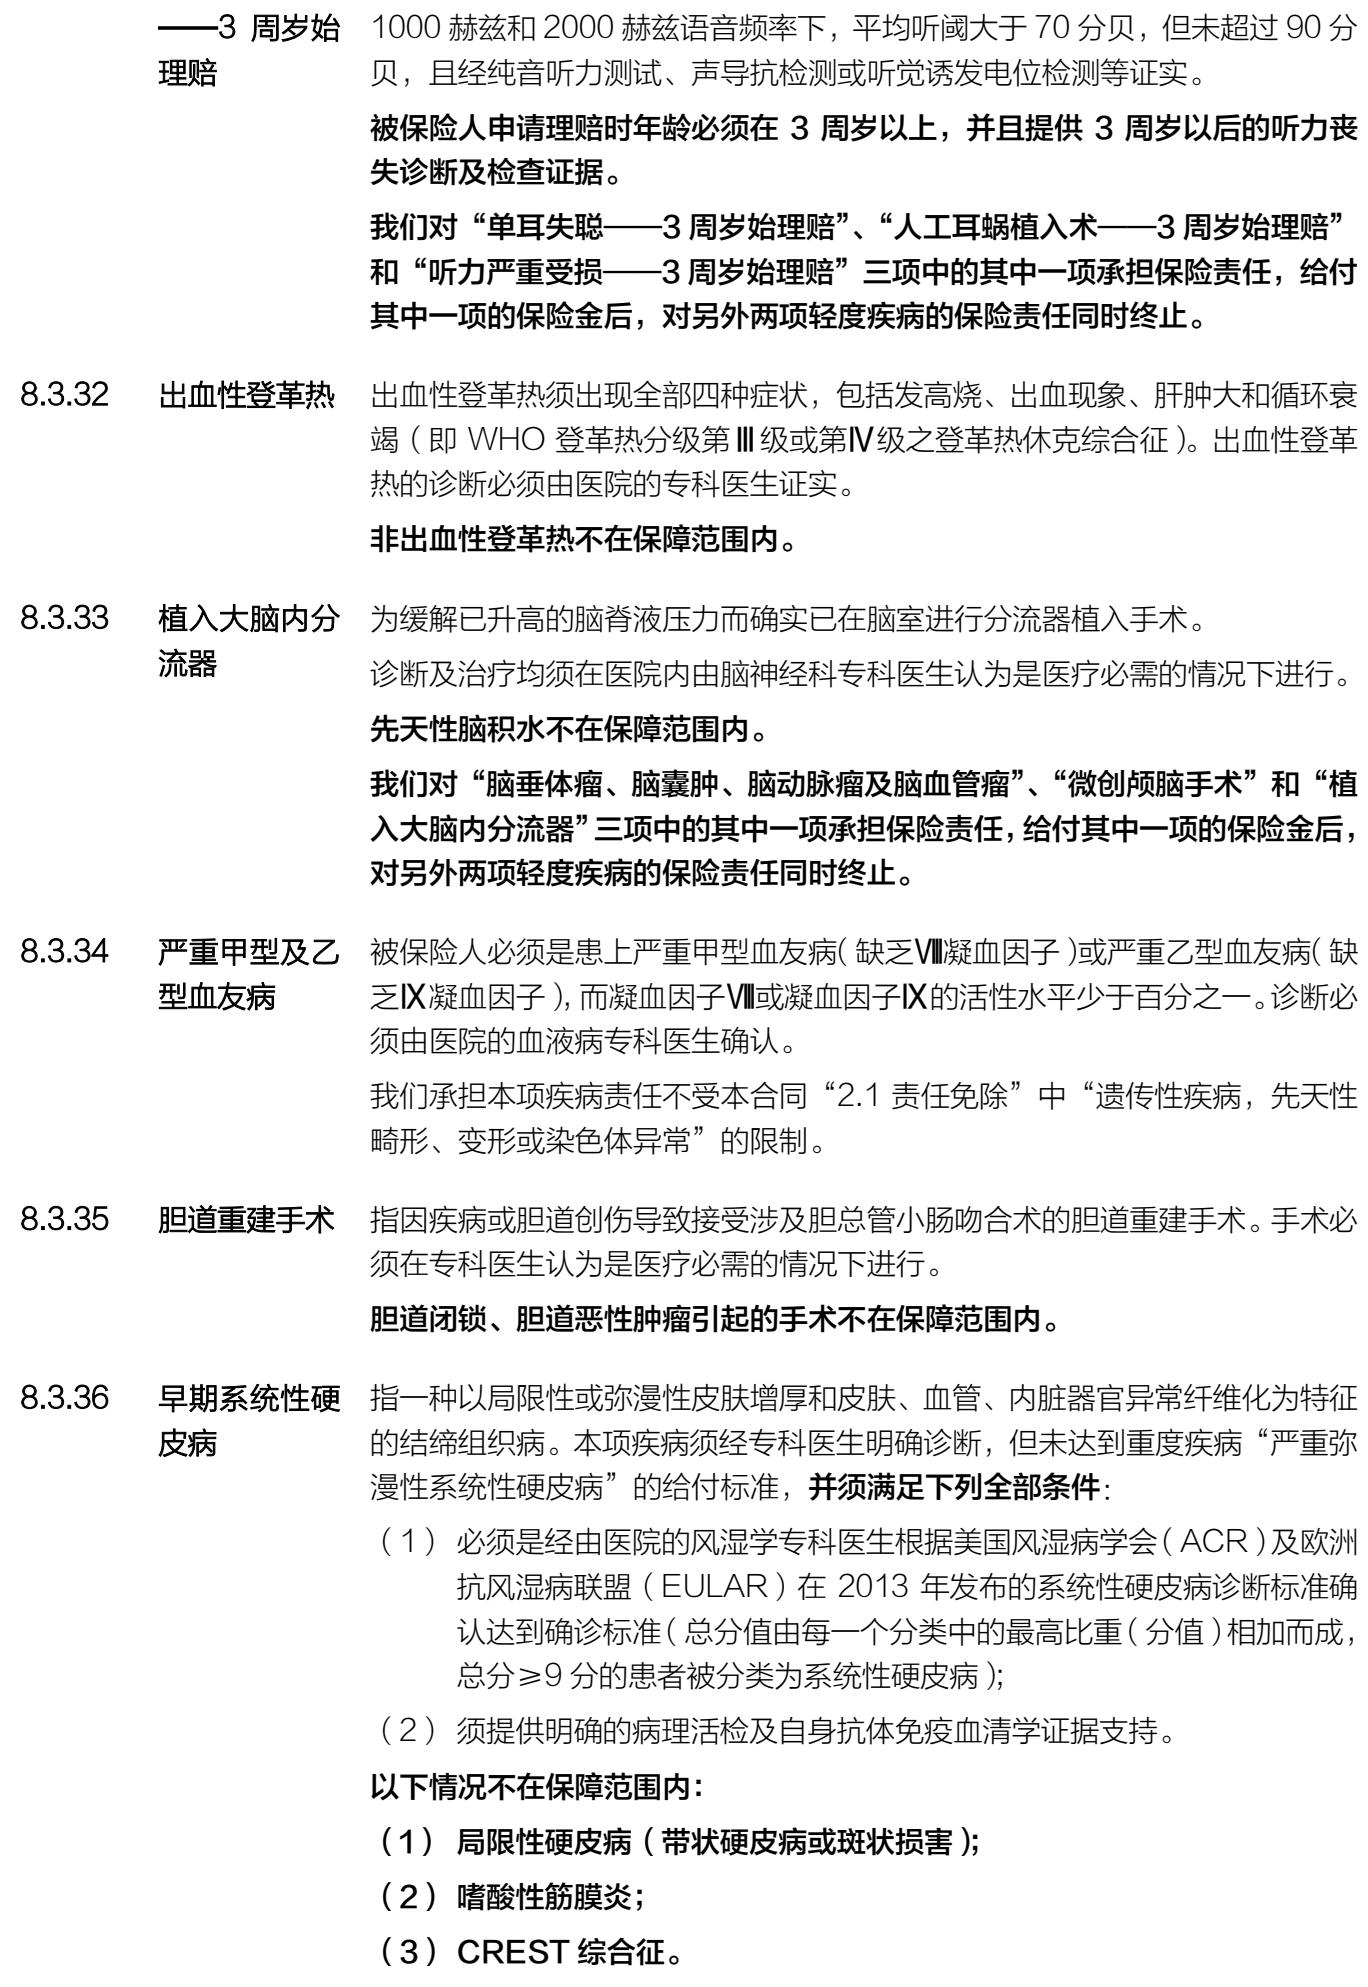 ——3 周岁始 1000 赫兹和 2000 赫兹语音频率下，平均听阈大于 70 分贝，但未超过 90 分
理赔 贝，且经纯音听力测试、声导抗检测或听觉诱发电位检测等证实。
被保险人申请理赔时年龄必须在 3 周岁以上，并且提供 3 周岁以后的听力丧
失诊断及检查证据。
我们对“单耳失聪——3 周岁始理赔”、“人工耳蜗植入术——3 周岁始理赔”
和“听力严重受损——3 周岁始理赔”三项中的其中一项承担保险责任，给付
其中一项的保险金后，对另外两项轻度疾病的保险责任同时终止。
8.3.32 出血性登革热 出血性登革热须出现全部四种症状，包括发高烧、出血现象、肝肿大和循环衰
竭（即 WHO 登革热分级第Ⅲ级或第Ⅳ级之登革热休克综合征）。出血性登革
热的诊断必须由医院的专科医生证实。
非出血性登革热不在保障范围内。
8.3.33 植入大脑内分 为缓解已升高的脑脊液压力而确实已在脑室进行分流器植入手术。
流器 诊断及治疗均须在医院内由脑神经科专科医生认为是医疗必需的情况下进行。
先天性脑积水不在保障范围内。
我们对“脑垂体瘤、脑囊肿、脑动脉瘤及脑血管瘤”、“微创颅脑手术”和“植
入大脑内分流器”三项中的其中一项承担保险责任，给付其中一项的保险金后，
对另外两项轻度疾病的保险责任同时终止。
8.3.34 严重甲型及乙 被保险人必须是患上严重甲型血友病（缺乏Ⅷ凝血因子）或严重乙型血友病（缺
型血友病 乏Ⅸ凝血因子），而凝血因子Ⅷ或凝血因子Ⅸ的活性水平少于百分之一。诊断必
须由医院的血液病专科医生确认。
我们承担本项疾病责任不受本合同“2.1 责任免除”中“遗传性疾病，先天性
畸形、变形或染色体异常”的限制。
8.3.35 胆道重建手术 指因疾病或胆道创伤导致接受涉及胆总管小肠吻合术的胆道重建手术。手术必
须在专科医生认为是医疗必需的情况下进行。
胆道闭锁、胆道恶性肿瘤引起的手术不在保障范围内。
8.3.36 早期系统性硬 指一种以局限性或弥漫性皮肤增厚和皮肤、血管、内脏器官异常纤维化为特征
皮病 的结缔组织病。本项疾病须经专科医生明确诊断，但未达到重度疾病“严重弥
漫性系统性硬皮病”的给付标准，并须满足下列全部条件：
（1） 必须是经由医院的风湿学专科医生根据美国风湿病学会（ACR）及欧洲
抗风湿病联盟（EULAR）在 2013 年发布的系统性硬皮病诊断标准确
认达到确诊标准（总分值由每一个分类中的最高比重（分值）相加而成，
总分≥9 分的患者被分类为系统性硬皮病）；
（2） 须提供明确的病理活检及自身抗体免疫血清学证据支持。
以下情况不在保障范围内：
（1） 局限性硬皮病（带状硬皮病或斑状损害）；
（2） 嗜酸性筋膜炎；
（3） CREST 综合征。